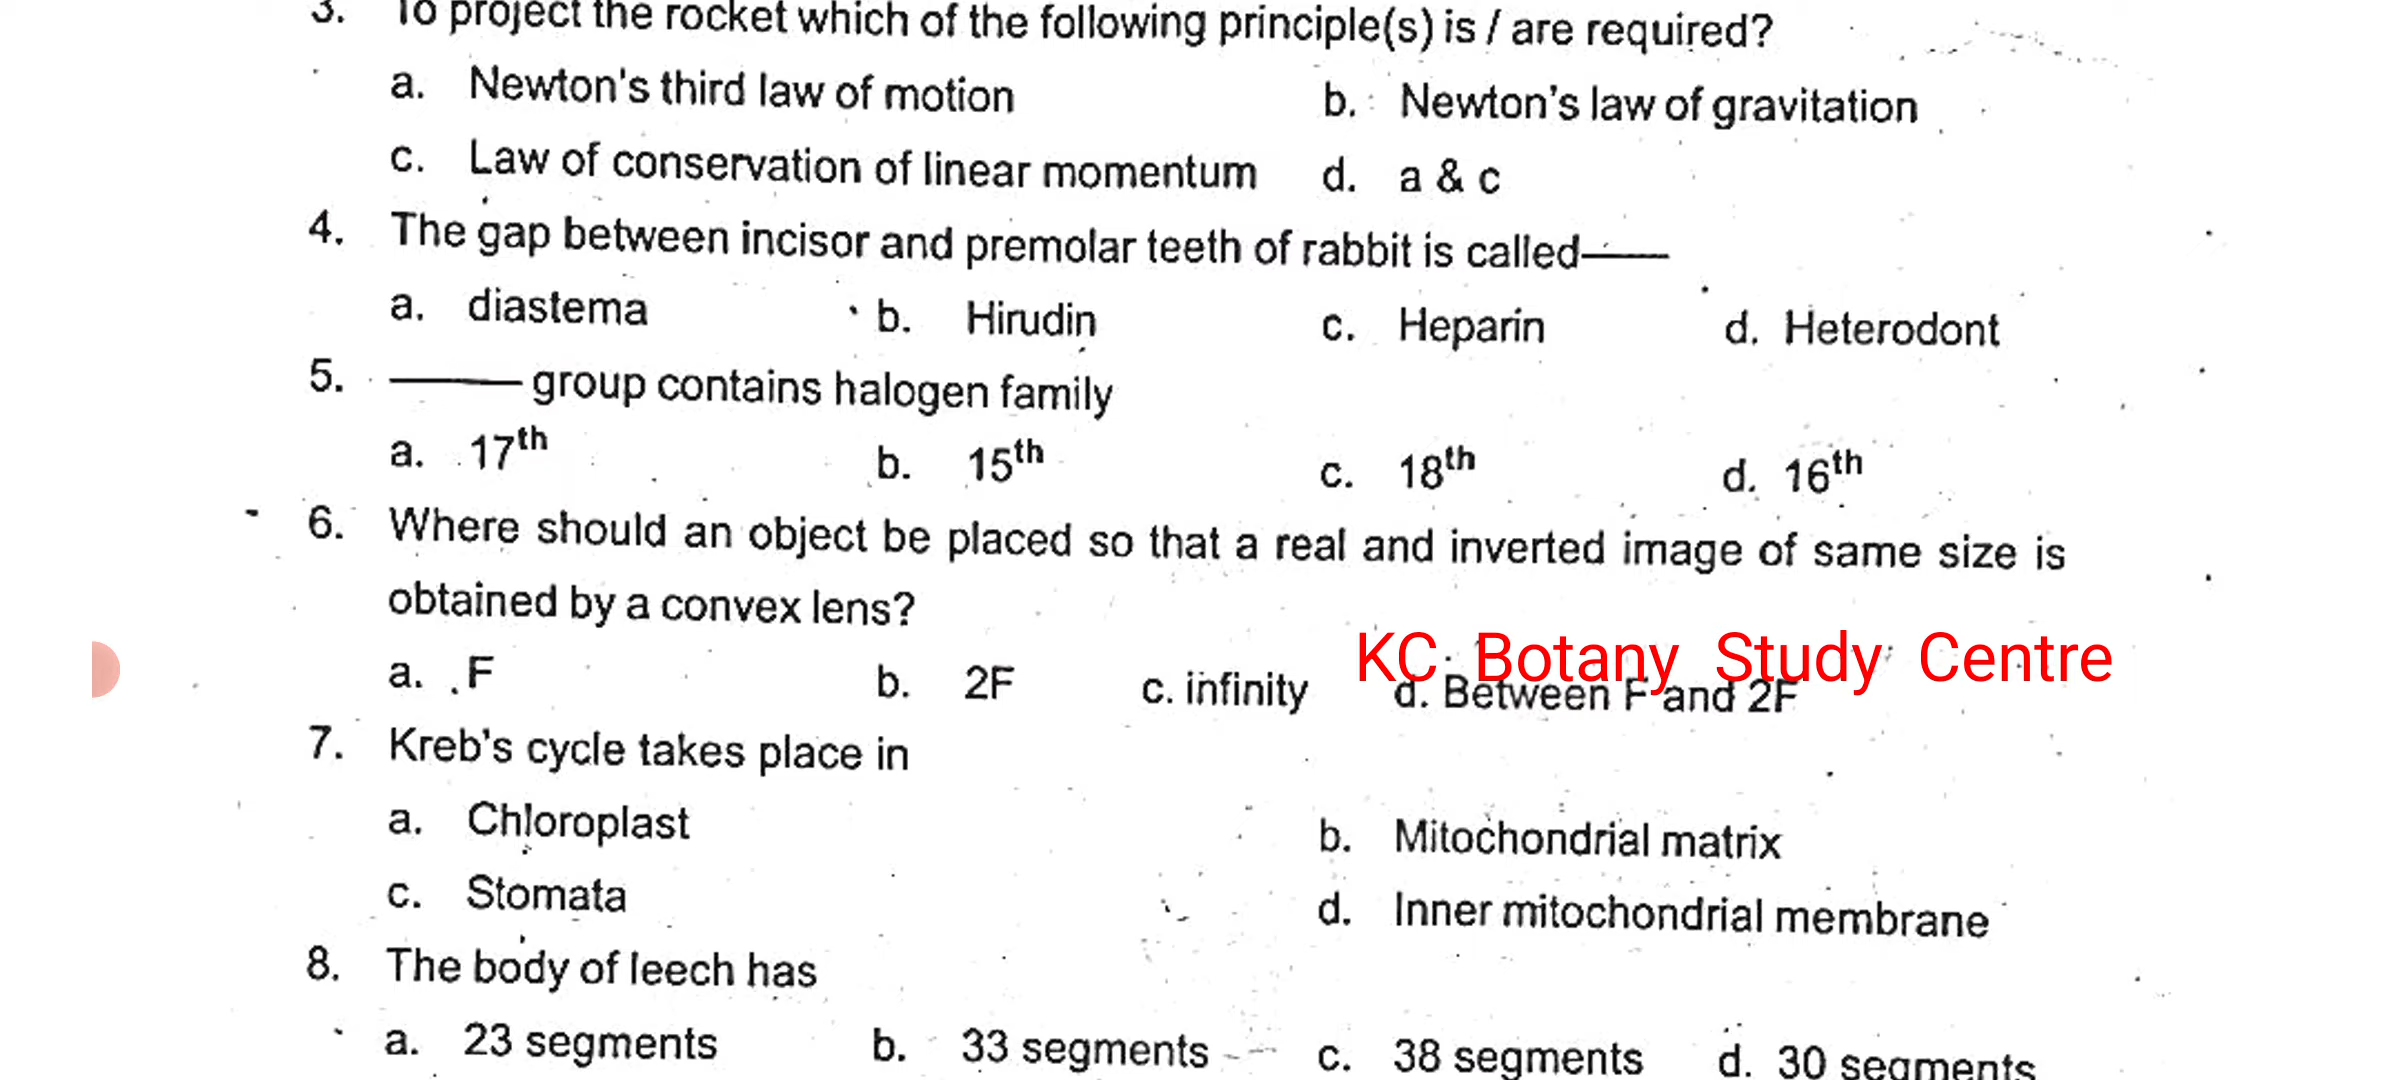 3. To project the rocket which of the following principle(s) is / are required?
a. Newton's third law of motion b. Newton's law of gravitation
c. Law of conservation of linear momentum d. a & c
4. The gap between incisor and premolar teeth of rabbit is called——
a. diastema b. Hirudin c. Heparin d. Heterodont
5. ——— group contains halogen family
a. 17th b. 15th c. 18th d. 16th
6. Where should an object be placed so that a real and inverted image of same size is
obtained by a convex lens?
KC Botany Study Centre
a. F b. 2F c. infinity d. Between F and 2F
7. Kreb's cycle takes place in
a. Chloroplast b. Mitochondrial matrix
c. Stomata d. Inner mitochondrial membrane
8. The body of leech has
a. 23 segments b. 33 segments c. 38 segments d. 30 segments